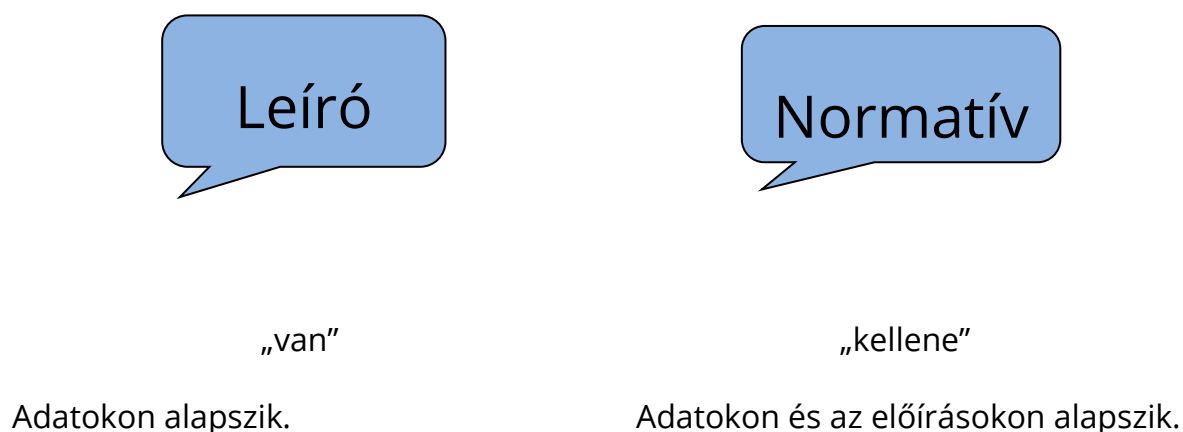 Leíró
Normatív
„van”
„kellene”
Adatokon alapszik.
Adatokon és az előírásokon alapszik.